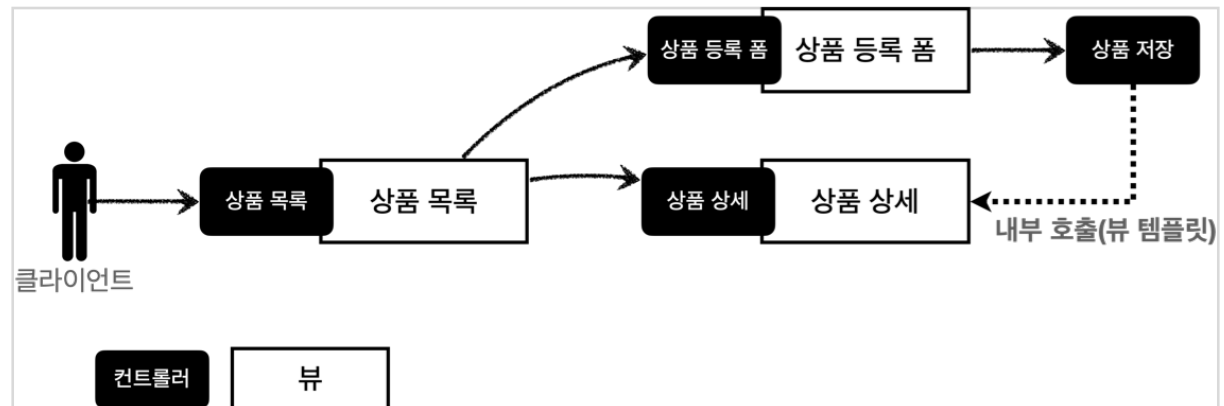 상품 등록 폼
상품 등록 폼
상품 저장
상품 목록
상품 목록
상품 상세
상품 상세
내부 호출(뷰 템플릿)
클라이언트
컨트롤러
뷰